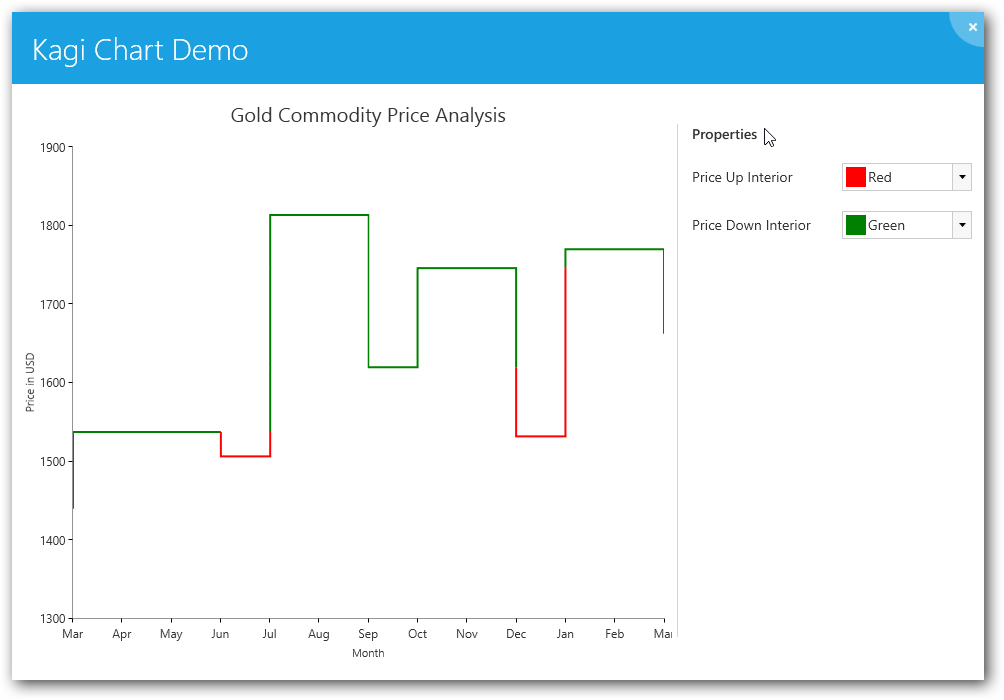 Kagi Chart Demo
Gold Commodity Price Analysis
1900
1800
1700
1600
1500
1400
1300
Price in USD
Mar Apr May Jun Jul Aug Sep Oct Nov Dec Jan Feb Mar
Month
Properties
Price Up Interior Red
Price Down Interior Green